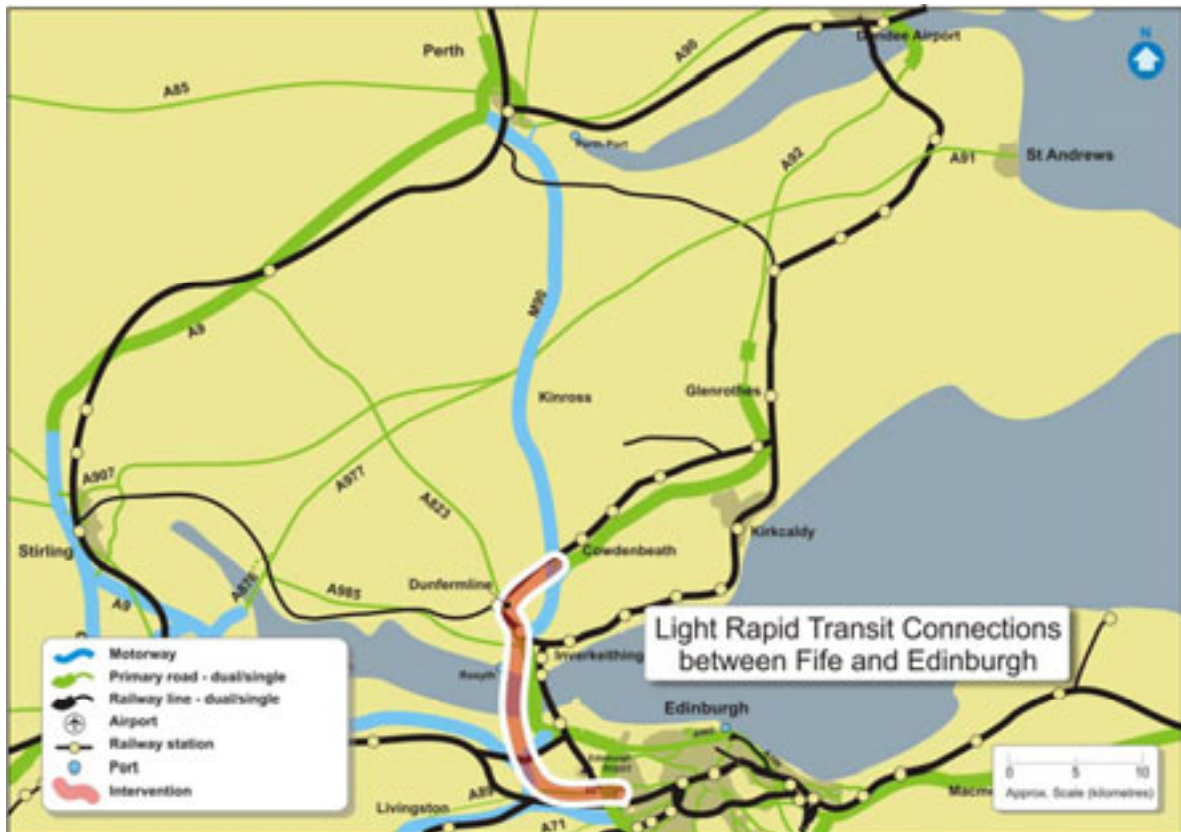 N
Dundee Airport
Perth
A90
A85
Perth Port
A92
A91
St Andrews
M90
A9
Glenrothes
Kinross
A907
A977
A823
Kirkcaldy
Stirling
Cowdenbeath
Dunfermline
A876
A985
A9
Light Rapid Transit Connections
between Fife and Edinburgh
Inverkeithing
Rosyth
Motorway
Primary road - dual/single
Railway line - dual/single
Airport
Railway station
Port
Intervention
Edinburgh
0 5 10
Approx. Scale (kilometres)
Livingston
A89
A71